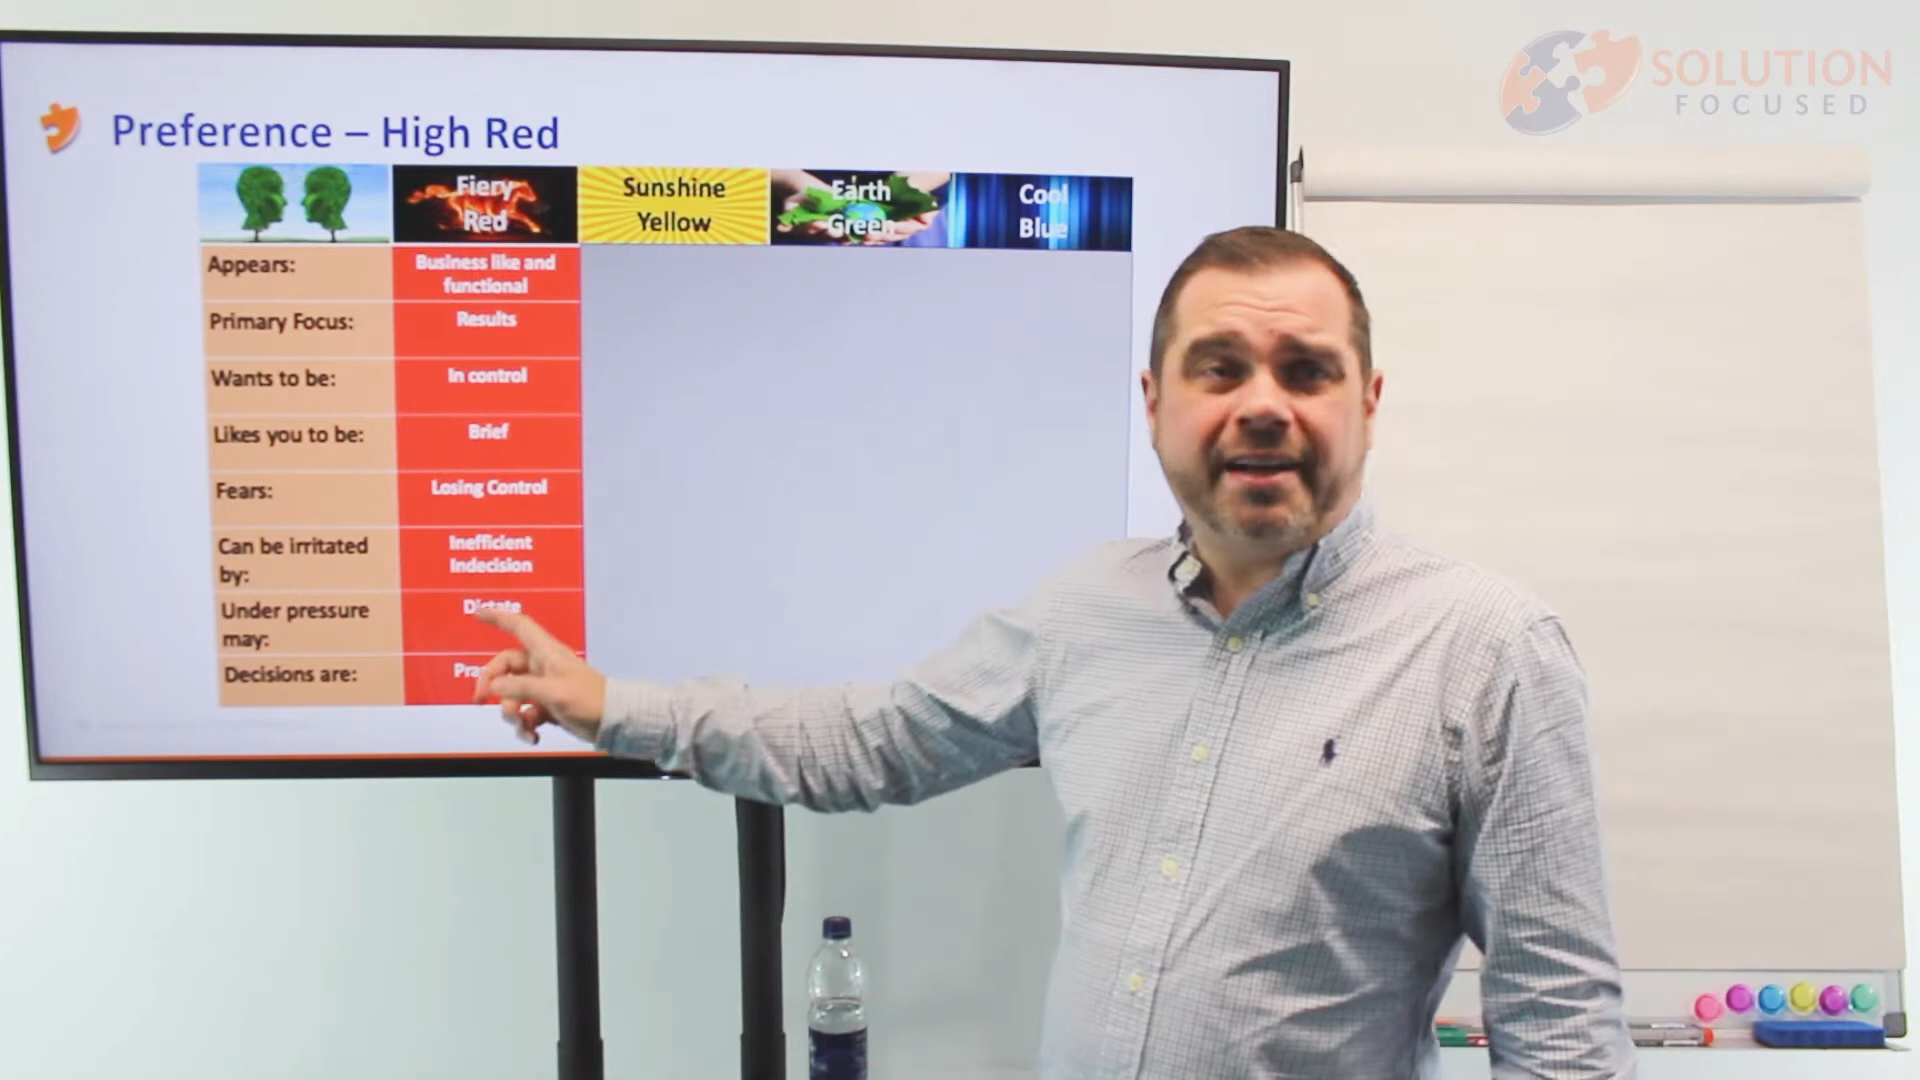 SOLUTION
FOCUSED
Preference – High Red
Fiery
Red
Sunshine
Yellow
Earth
Green
Cool
Blue
Appears:
Business like and
functional
Primary Focus:
Results
Wants to be:
In control
Likes you to be:
Brief
Fears:
Losing Control
Can be irritated
by:
Inefficient
Indecision
Under pressure
may:
Dictate
Decisions are: